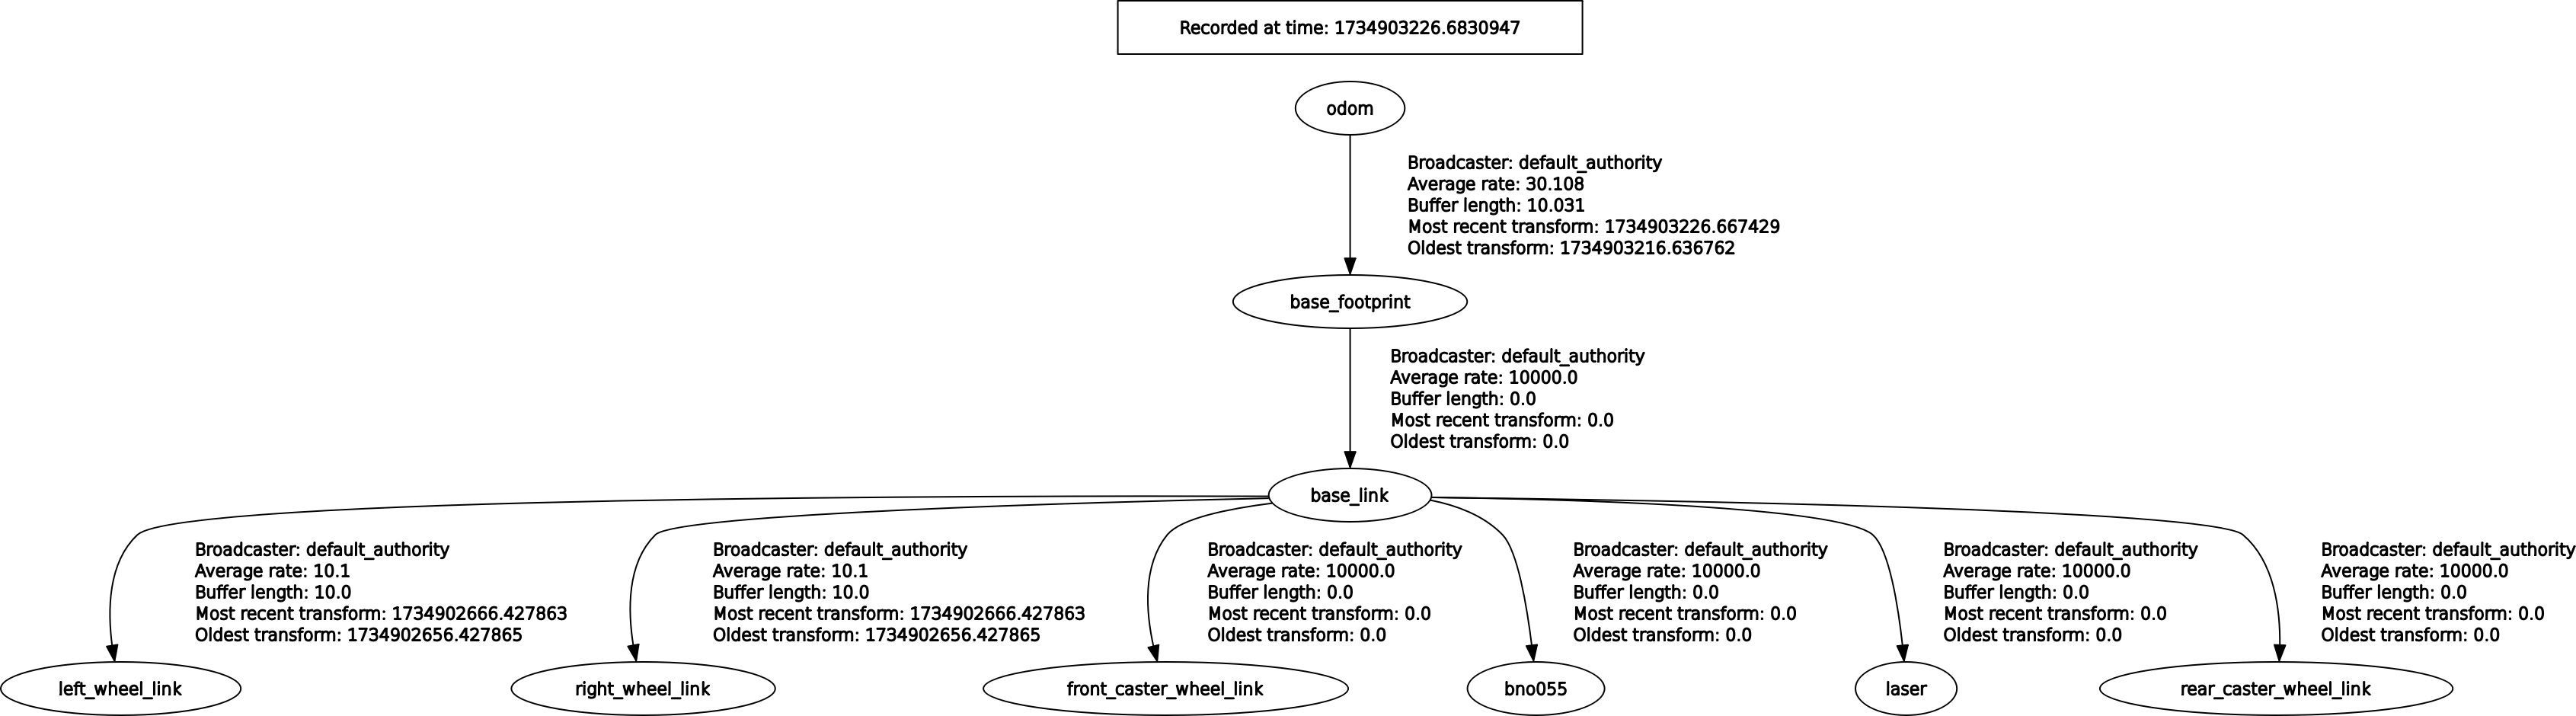 Recorded at time: 1734903226.6830947
odom
Broadcaster: default_authority
Average rate: 30.108
Buffer length: 10.031
Most recent transform: 1734903226.667429
Oldest transform: 1734903216.636762
base_footprint
Broadcaster: default_authority
Average rate: 10000.0
Buffer length: 0.0
Most recent transform: 0.0
Oldest transform: 0.0
base_link
Broadcaster: default_authority
Average rate: 10.1
Buffer length: 10.0
Most recent transform: 1734902666.427863
Oldest transform: 1734902656.427865
Broadcaster: default_authority
Average rate: 10.1
Buffer length: 10.0
Most recent transform: 1734902666.427863
Oldest transform: 1734902656.427865
Broadcaster: default_authority
Average rate: 10000.0
Buffer length: 0.0
Most recent transform: 0.0
Oldest transform: 0.0
Broadcaster: default_authority
Average rate: 10000.0
Buffer length: 0.0
Most recent transform: 0.0
Oldest transform: 0.0
Broadcaster: default_authority
Average rate: 10000.0
Buffer length: 0.0
Most recent transform: 0.0
Oldest transform: 0.0
Broadcaster: default_authority
Average rate: 10000.0
Buffer length: 0.0
Most recent transform: 0.0
Oldest transform: 0.0
left_wheel_link
right_wheel_link
front_caster_wheel_link
bno055
laser
rear_caster_wheel_link